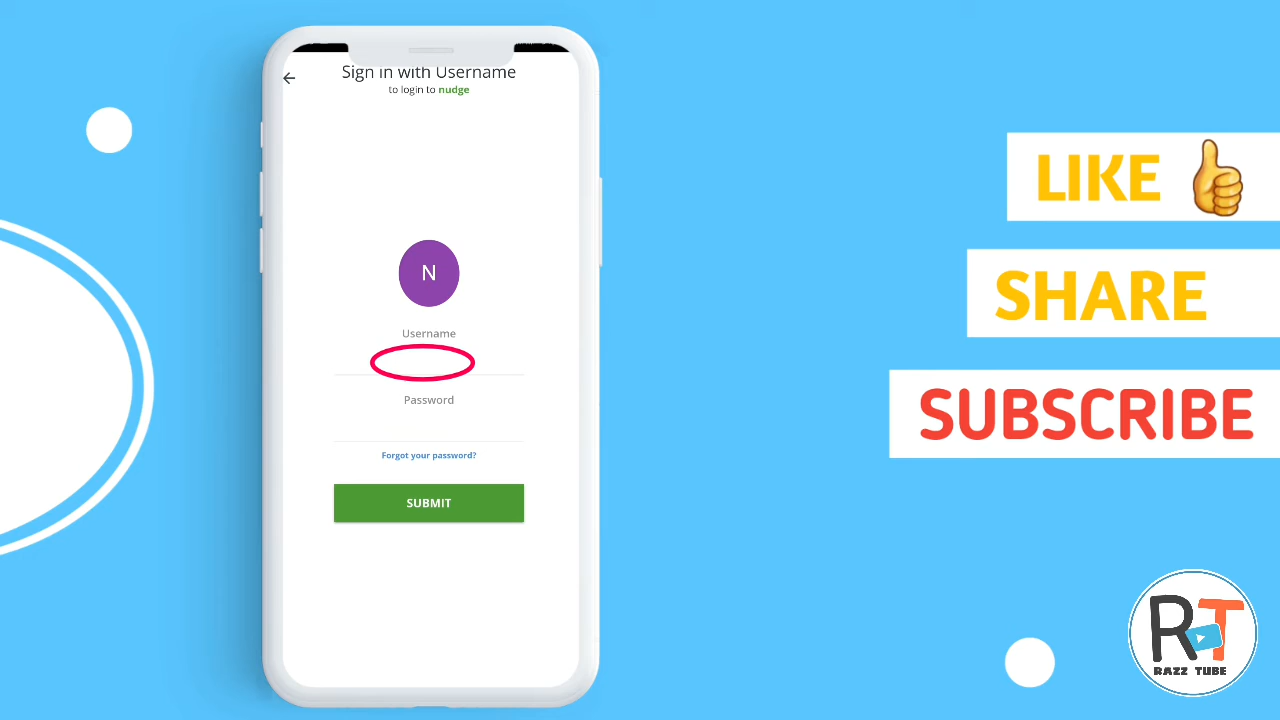 Sign in with Username
to login to nudge
N
Username
Password
Forgot your password?
SUBMIT
LIKE 👍
SHARE
SUBSCRIBE
RT
RAZZ TUBE